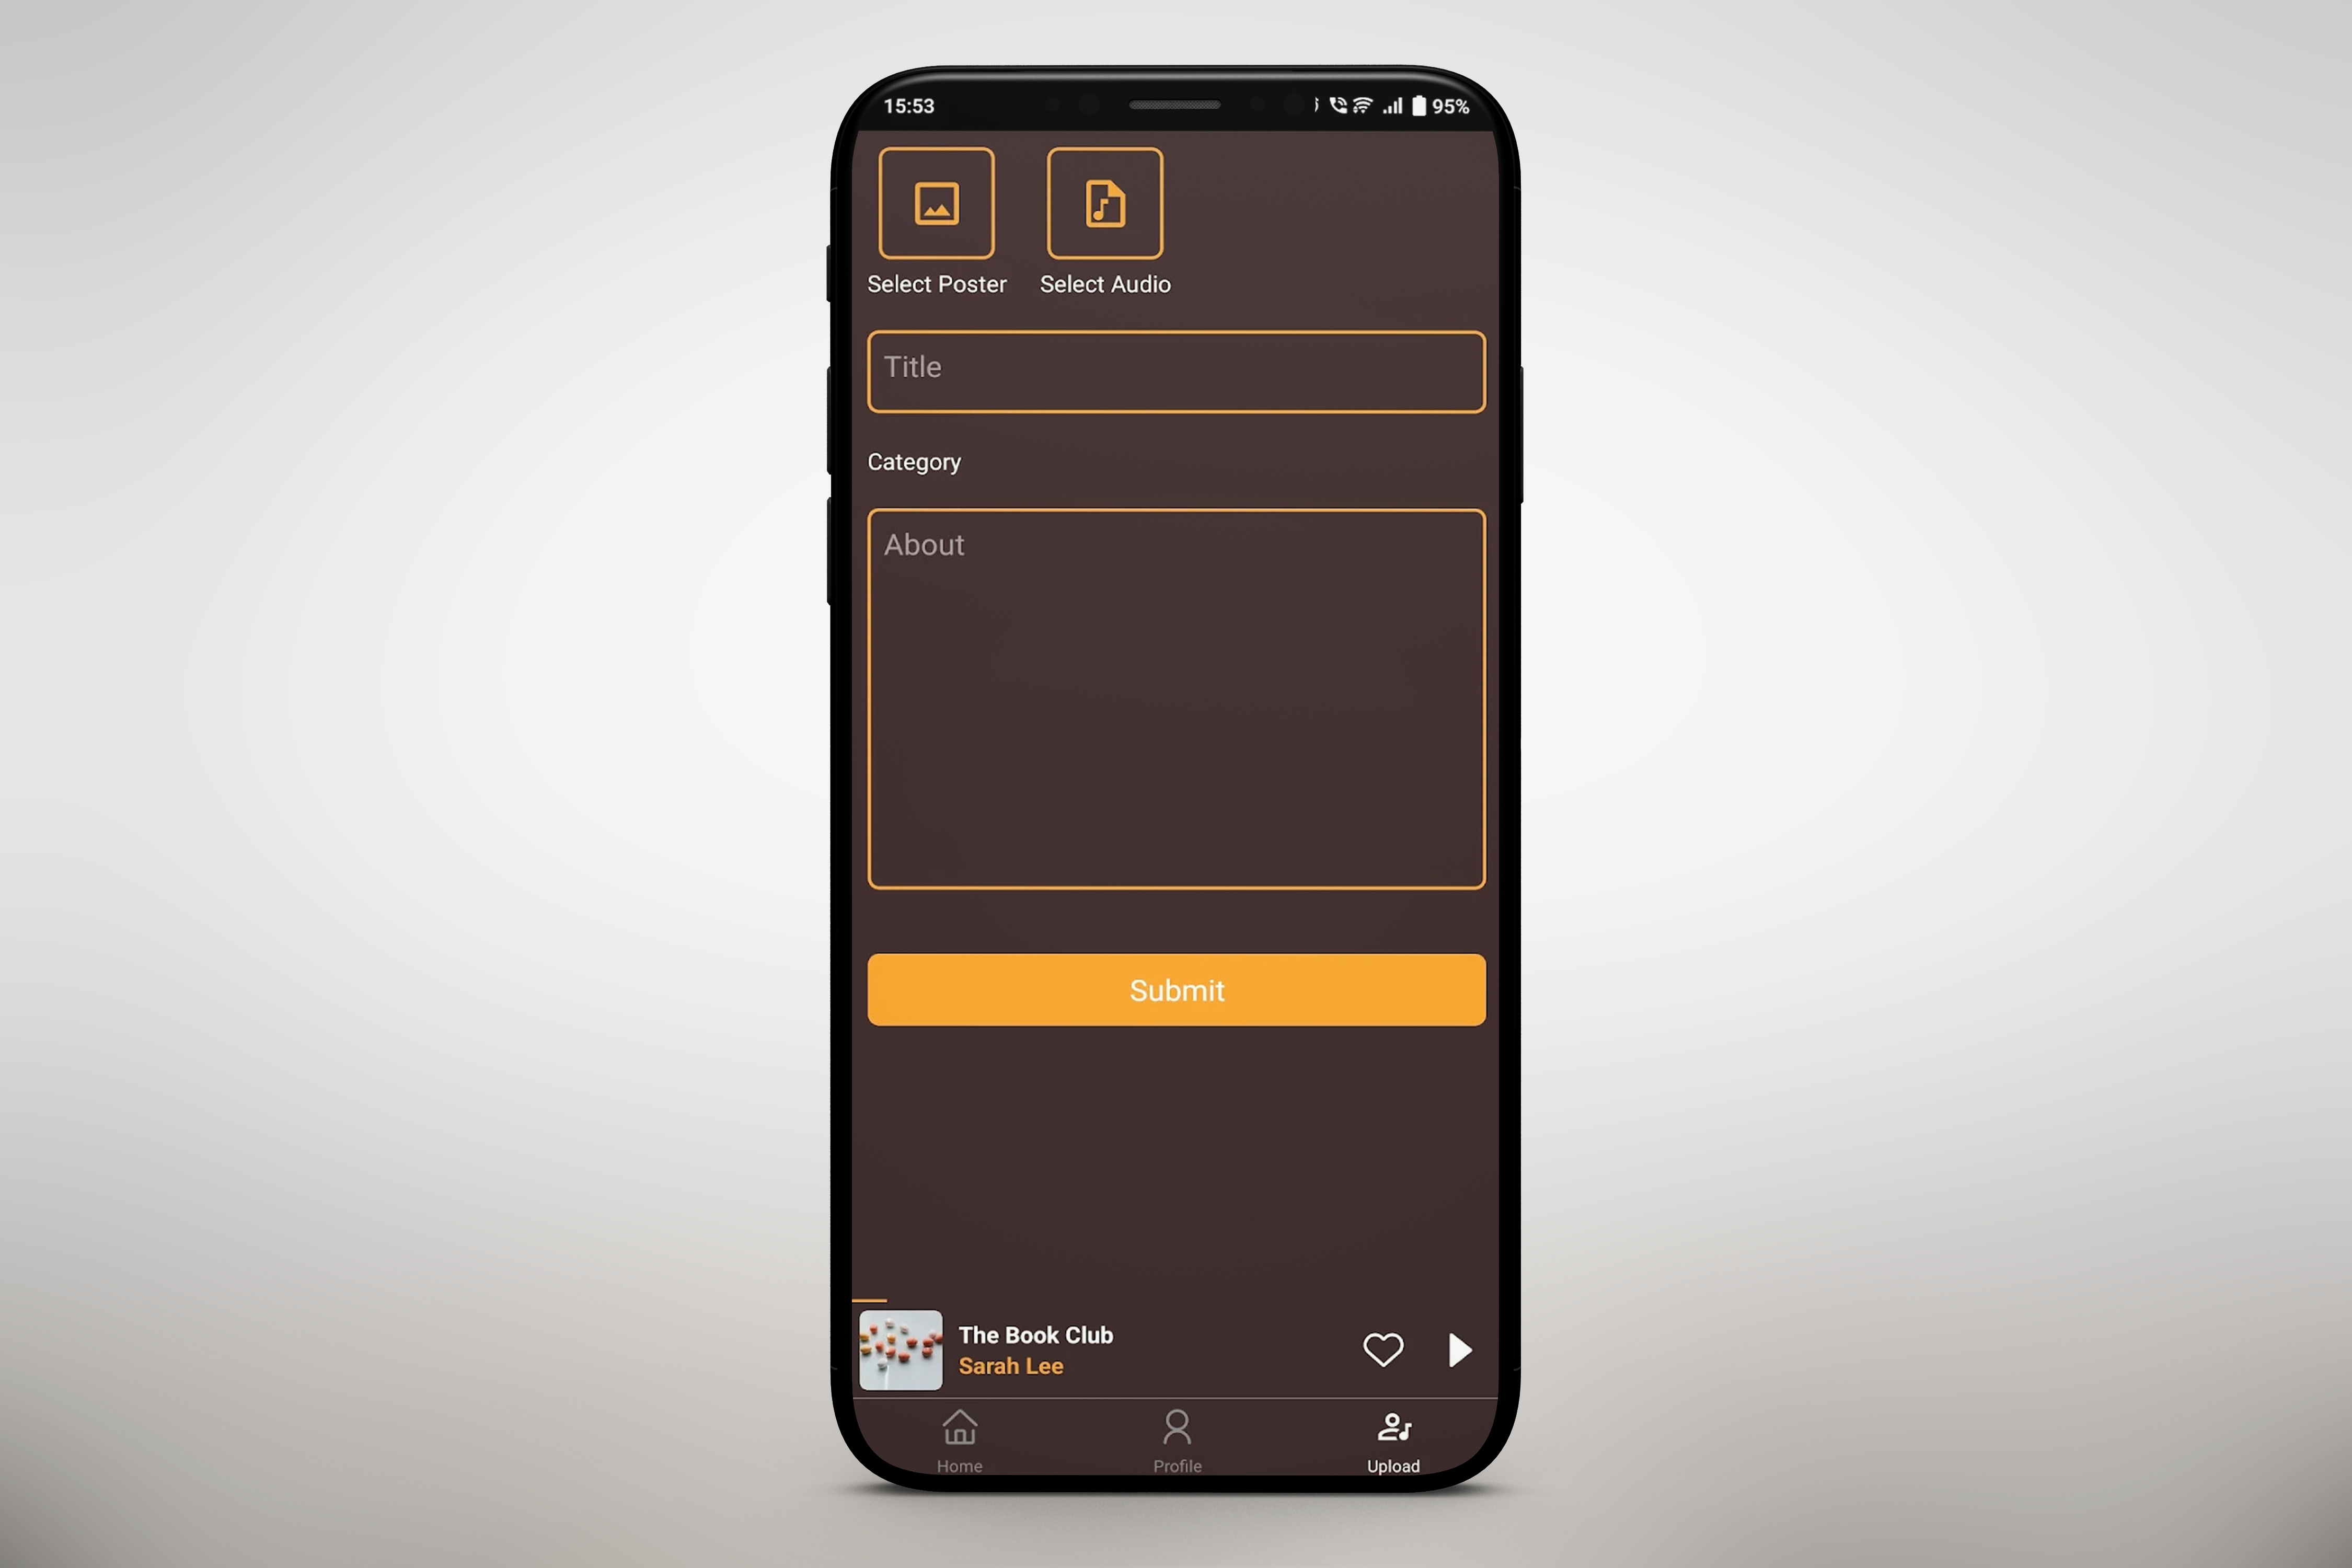 15:53
95%
Select Poster
Select Audio
Title
Category
About
Submit
The Book Club
Sarah Lee
Home
Profile
Upload